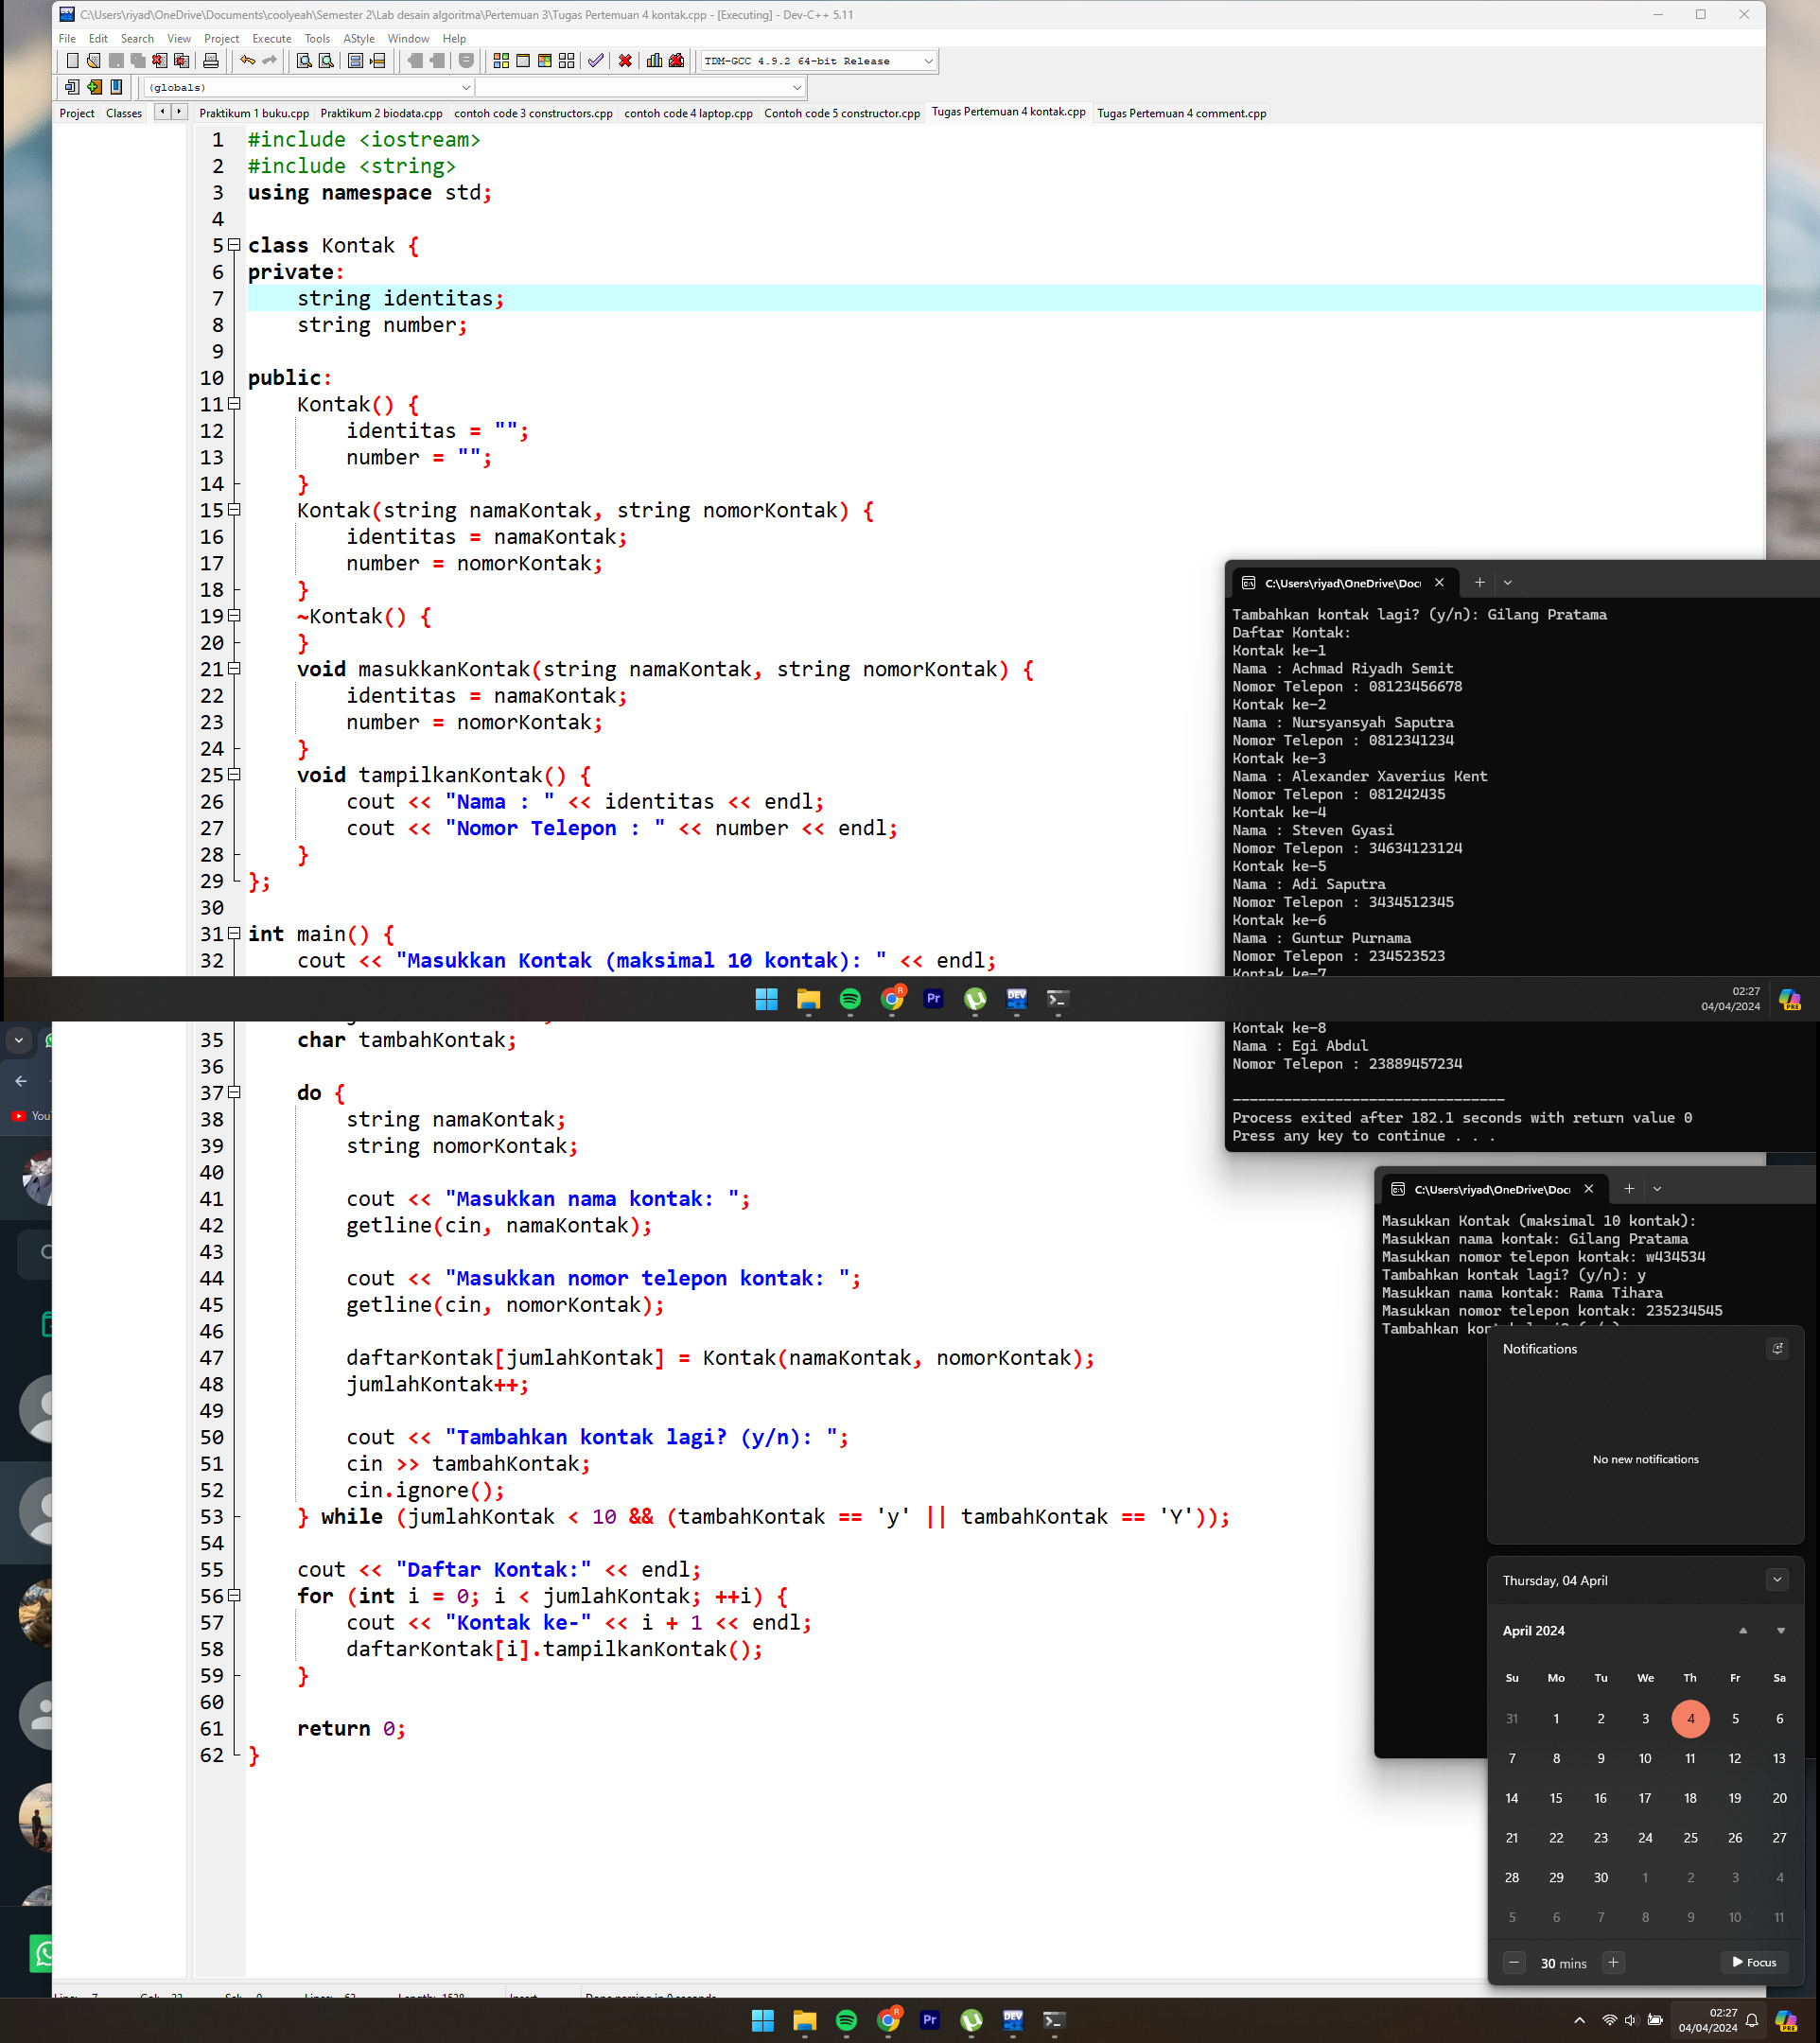 C:\Users\riyad\OneDrive\Documents\coolyeah\Semester 2\Lab desain algoritma\Pertemuan 3\Tugas Pertemuan 4 kontak.cpp - [Executing] - Dev-C++ 5.11
File Edit Search View Project Execute Tools AStyle Window Help
TDM-GCC 4.9.2 64-bit Release
(globals)
Project Classes Praktikum 1 buku.cpp Praktikum 2 biodata.cpp contoh code 3 constructors.cpp contoh code 4 laptop.cpp Contoh code 5 constructor.cpp Tugas Pertemuan 4 kontak.cpp Tugas Pertemuan 4 comment.cpp
1 #include <iostream>
2 #include <string>
3 using namespace std;
4
5 class Kontak {
6 private:
7 string identitas;
8 string number;
9
10 public:
11 Kontak() {
12 identitas = "";
13 number = "";
14 }
15 Kontak(string namaKontak, string nomorKontak) {
16 identitas = namaKontak;
17 number = nomorKontak;
18 }
19 ~Kontak() {
20 }
21 void masukkanKontak(string namaKontak, string nomorKontak) {
22 identitas = namaKontak;
23 number = nomorKontak;
24 }
25 void tampilkanKontak() {
26 cout << "Nama : " << identitas << endl;
27 cout << "Nomor Telepon : " << number << endl;
28 }
29 };
30
31 int main() {
32 cout << "Masukkan Kontak (maksimal 10 kontak): " << endl;
C:\Users\riyad\OneDrive\Doc
Tambahkan kontak lagi? (y/n): Gilang Pratama
Daftar Kontak:
Kontak ke-1
Nama : Achmad Riyadh Semit
Nomor Telepon : 08123456678
Kontak ke-2
Nama : Nursyansyah Saputra
Nomor Telepon : 0812341234
Kontak ke-3
Nama : Alexander Xaverius Kent
Nomor Telepon : 081242435
Kontak ke-4
Nama : Steven Gyasi
Nomor Telepon : 34634123124
Kontak ke-5
Nama : Adi Saputra
Nomor Telepon : 3434512345
Kontak ke-6
Nama : Guntur Purnama
Nomor Telepon : 234523523
Kontak ke-7
R Pr DEV
02:27
04/04/2024
PRE
Kontak ke-8
Nama : Egi Abdul
Nomor Telepon : 23889457234
--------------------------------
Process exited after 182.1 seconds with return value 0
Press any key to continue . . .
You
35 char tambahKontak;
36
37 do {
38 string namaKontak;
39 string nomorKontak;
40
41 cout << "Masukkan nama kontak: ";
42 getline(cin, namaKontak);
43
44 cout << "Masukkan nomor telepon kontak: ";
45 getline(cin, nomorKontak);
46
47 daftarKontak[jumlahKontak] = Kontak(namaKontak, nomorKontak);
48 jumlahKontak++;
49
50 cout << "Tambahkan kontak lagi? (y/n): ";
51 cin >> tambahKontak;
52 cin.ignore();
53 } while (jumlahKontak < 10 && (tambahKontak == 'y' || tambahKontak == 'Y'));
54
55 cout << "Daftar Kontak:" << endl;
56 for (int i = 0; i < jumlahKontak; ++i) {
57 cout << "Kontak ke-" << i + 1 << endl;
58 daftarKontak[i].tampilkanKontak();
59 }
60
61 return 0;
62 }
C:\Users\riyad\OneDrive\Doc
Masukkan Kontak (maksimal 10 kontak):
Masukkan nama kontak: Gilang Pratama
Masukkan nomor telepon kontak: w434534
Tambahkan kontak lagi? (y/n): y
Masukkan nama kontak: Rama Tihara
Masukkan nomor telepon kontak: 235234545
Tambahkan
Notifications
No new notifications
Thursday, 04 April
April 2024
Su Mo Tu We Th Fr Sa
31 1 2 3 4 5 6
7 8 9 10 11 12 13
14 15 16 17 18 19 20
21 22 23 24 25 26 27
28 29 30 1 2 3 4
5 6 7 8 9 10 11
30 mins Focus
R Pr DEV
02:27
04/04/2024
PRE